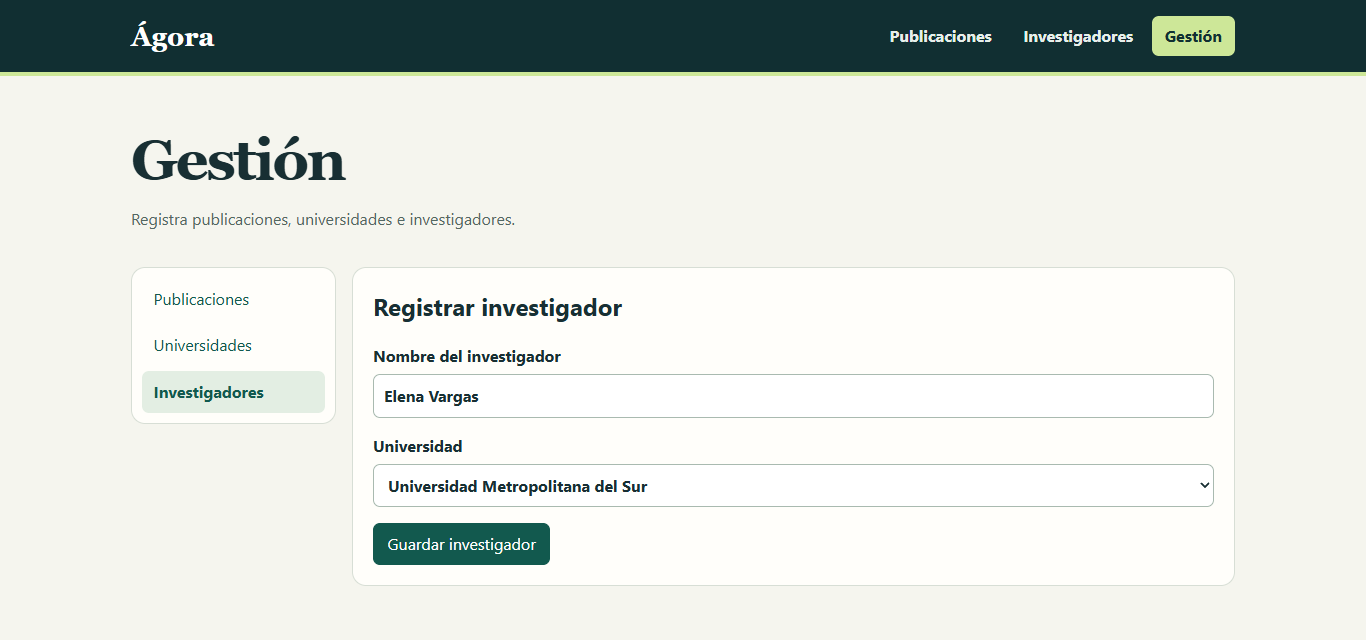 Ágora
Publicaciones
Investigadores
Gestión
Gestión
Registra publicaciones, universidades e investigadores.
Publicaciones
Universidades
Investigadores
Registrar investigador
Nombre del investigador
Elena Vargas
Universidad
Universidad Metropolitana del Sur
Guardar investigador